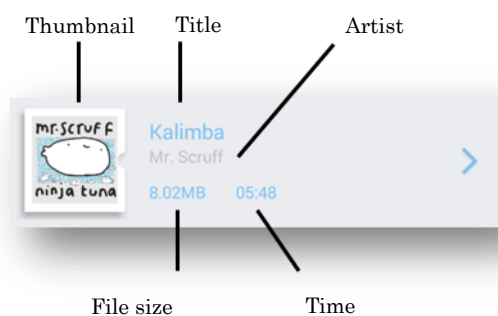 Thumbnail Title Artist
mr.scruff
ninja tuna
Kalimba
Mr. Scruff
8.02MB 05:48
File size Time